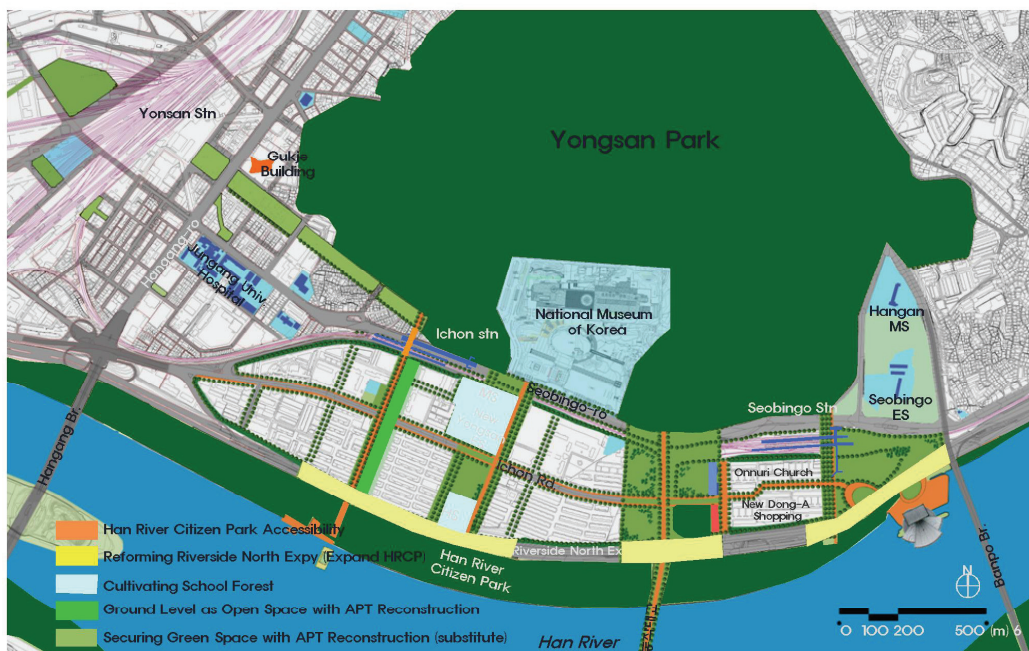 Yongsan Park
Yonsan Stn
Gukje
Building
Hangang-ro
Jungang Univ.
Hospital
Ichon stn
National Museum
of Korea
Hangan
MS
Seobingo
ES
Seobingo-ro
Seobingo Stn
Hangang Br.
Ichon Rd.
Onnuri Church
New Dong-A
Shopping
Riverside North Ex
Han River
Citizen Park
Banpo Br.
Han River Citizen Park Accessibility
Reforming Riverside North Expy (Expand HRCP)
Cultivating School Forest
Ground Level as Open Space with APT Reconstruction
Securing Green Space with APT Reconstruction (substitute)
Han River
N
0 100 200 500 (m) 6